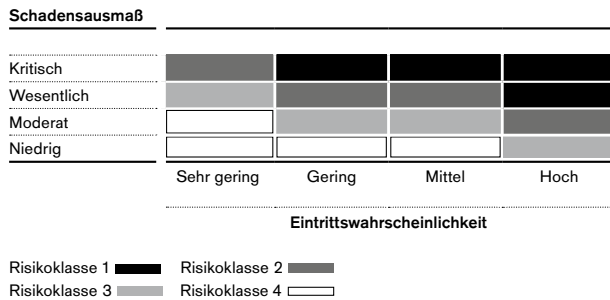 Schadensausmaß
Kritisch
Wesentlich
Moderat
Niedrig
Sehr gering Gering Mittel Hoch
Eintrittswahrscheinlichkeit
Risikoklasse 1 Risikoklasse 2
Risikoklasse 3 Risikoklasse 4